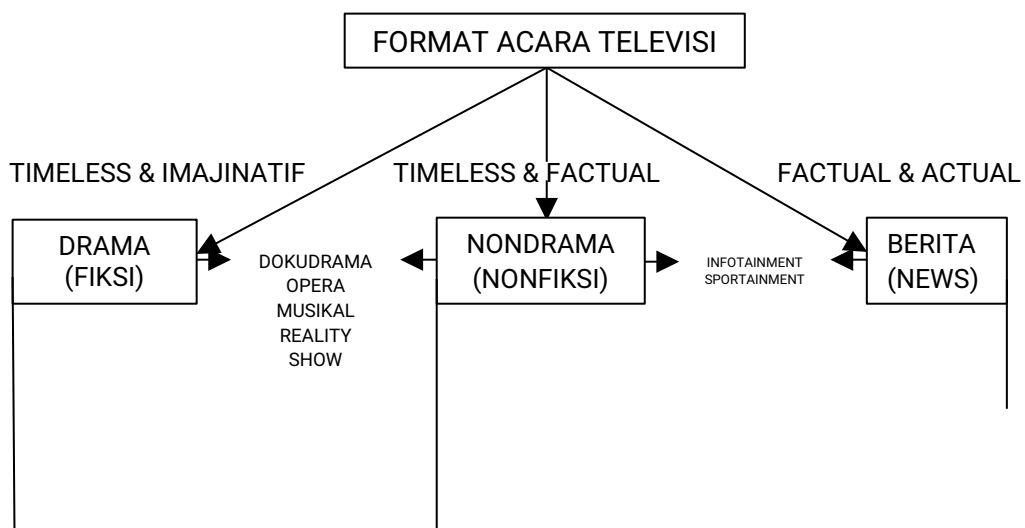 FORMAT ACARA TELEVISI
TIMELESS & IMAJINATIF
TIMELESS & FACTUAL
FACTUAL & ACTUAL
DRAMA
(FIKSI)
DOKUDRAMA
OPERA
MUSIKAL
REALITY
SHOW
NONDRAMA
(NONFIKSI)
INFOTAINMENT
SPORTAINMENT
BERITA
(NEWS)